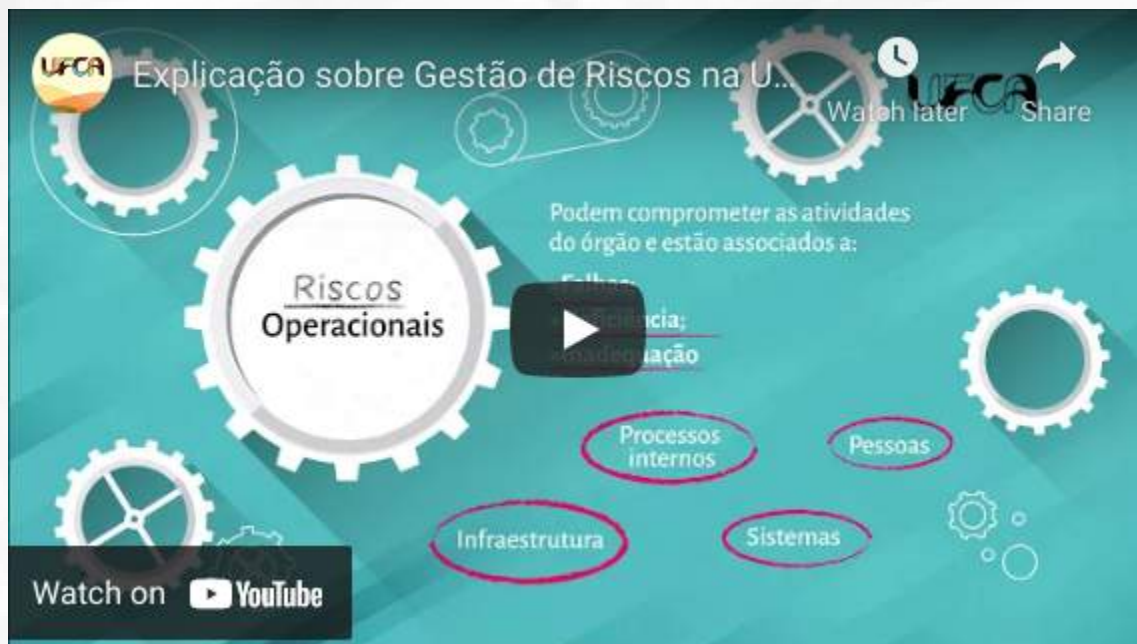 UFCA
Explicação sobre Gestão de Riscos na U...
UFCA
Watch later
Share
Podem comprometer as atividades
do órgão e estão associados a:
Riscos
Operacionais
Processos
internos
Pessoas
Infraestrutura
Sistemas
Watch on YouTube